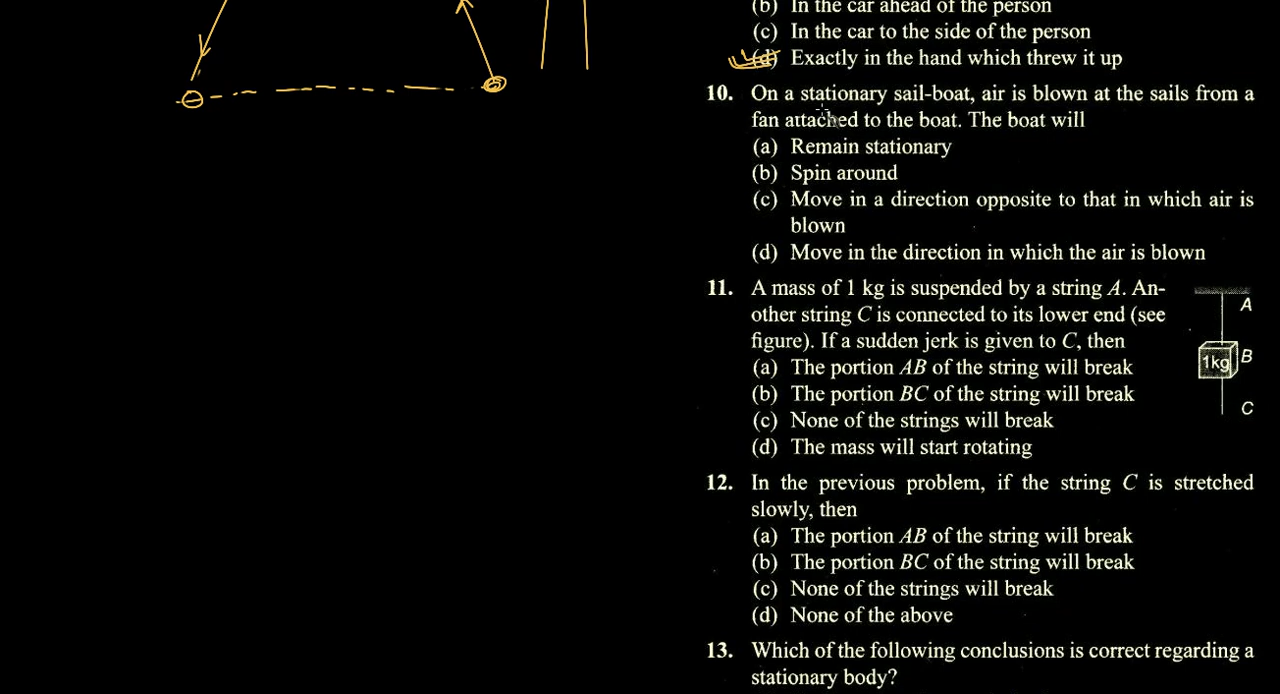 (b) In the car ahead of the person
(c) In the car to the side of the person
(d) Exactly in the hand which threw it up
10. On a stationary sail-boat, air is blown at the sails from a
fan attached to the boat. The boat will
(a) Remain stationary
(b) Spin around
(c) Move in a direction opposite to that in which air is
blown
(d) Move in the direction in which the air is blown
11. A mass of 1 kg is suspended by a string A. An-
other string C is connected to its lower end (see
figure). If a sudden jerk is given to C, then
(a) The portion AB of the string will break
(b) The portion BC of the string will break
(c) None of the strings will break
(d) The mass will start rotating
A
1kg B
C
12. In the previous problem, if the string C is stretched
slowly, then
(a) The portion AB of the string will break
(b) The portion BC of the string will break
(c) None of the strings will break
(d) None of the above
13. Which of the following conclusions is correct regarding a
stationary body?